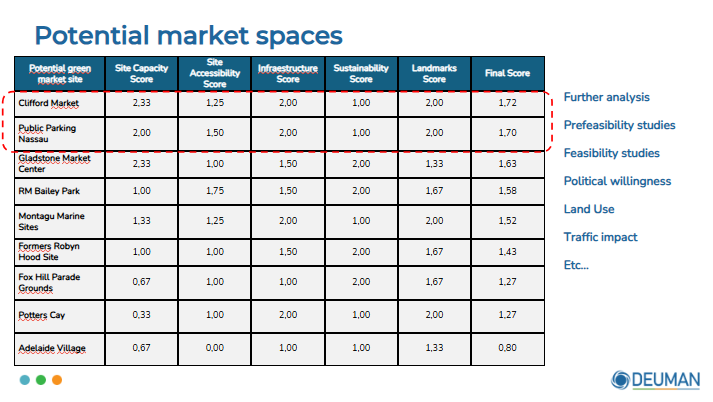 Potential market spaces
Potential green market site | Site Capacity Score | Site Accessibility Score | Infraestructure Score | Sustainability Score | Landmarks Score | Final Score
Clifford Market | 2,33 | 1,25 | 2,00 | 1,00 | 2,00 | 1,72
Public Parking Nassau | 2,00 | 1,50 | 2,00 | 1,00 | 2,00 | 1,70
Gladstone Market Center | 2,33 | 1,00 | 1,50 | 2,00 | 1,33 | 1,63
RM Bailey Park | 1,00 | 1,75 | 1,50 | 2,00 | 1,67 | 1,58
Montagu Marine Sites | 1,33 | 1,25 | 2,00 | 1,00 | 2,00 | 1,52
Formers Robyn Hood Site | 1,00 | 1,00 | 1,50 | 2,00 | 1,67 | 1,43
Fox Hill Parade Grounds | 0,67 | 1,00 | 1,00 | 2,00 | 1,67 | 1,27
Potters Cay | 0,33 | 1,00 | 2,00 | 1,00 | 2,00 | 1,27
Adelaide Village | 0,67 | 0,00 | 1,00 | 1,00 | 1,33 | 0,80
Further analysis
Prefeasibility studies
Feasibility studies
Political willingness
Land Use
Traffic impact
Etc...
DEUMAN